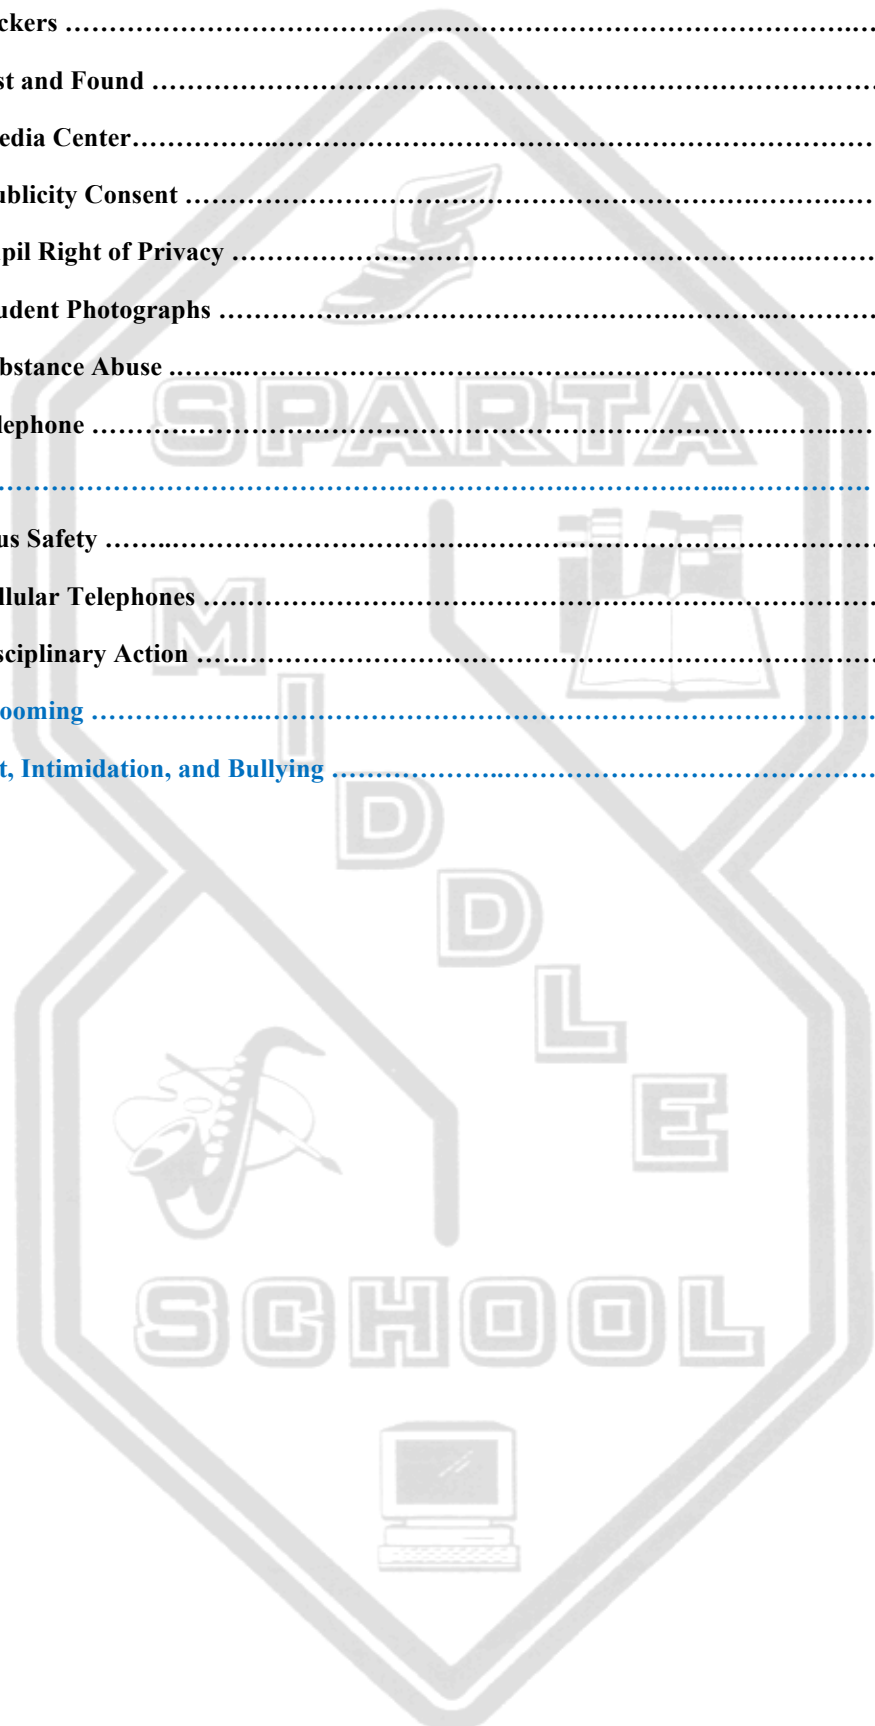 ckers ……………………………………………………………………………….…
st and Found ……………………………………………………………………………
edia Center……………...………………………………………………………………
ublicity Consent ………………………………………………………….……….……
pil Right of Privacy ………………………………………………………….…………
udent Photographs ………………………………………….………...…………………
bstance Abuse .……..…………………………………………………….…………..
lephone ……………………….……………………………………………….……..…
……………………………………….……………….………….…...…………….
us Safety ……..……………………………………………………………………………
llular Telephones ………………………………………………………………………
sciplinary Action ……………………………………………………………………….…
ooming ………………..……………………………………………………………………
t, Intimidation, and Bullying ………………..………………………………………
SPARTA
MIDDLE
SCHOOL